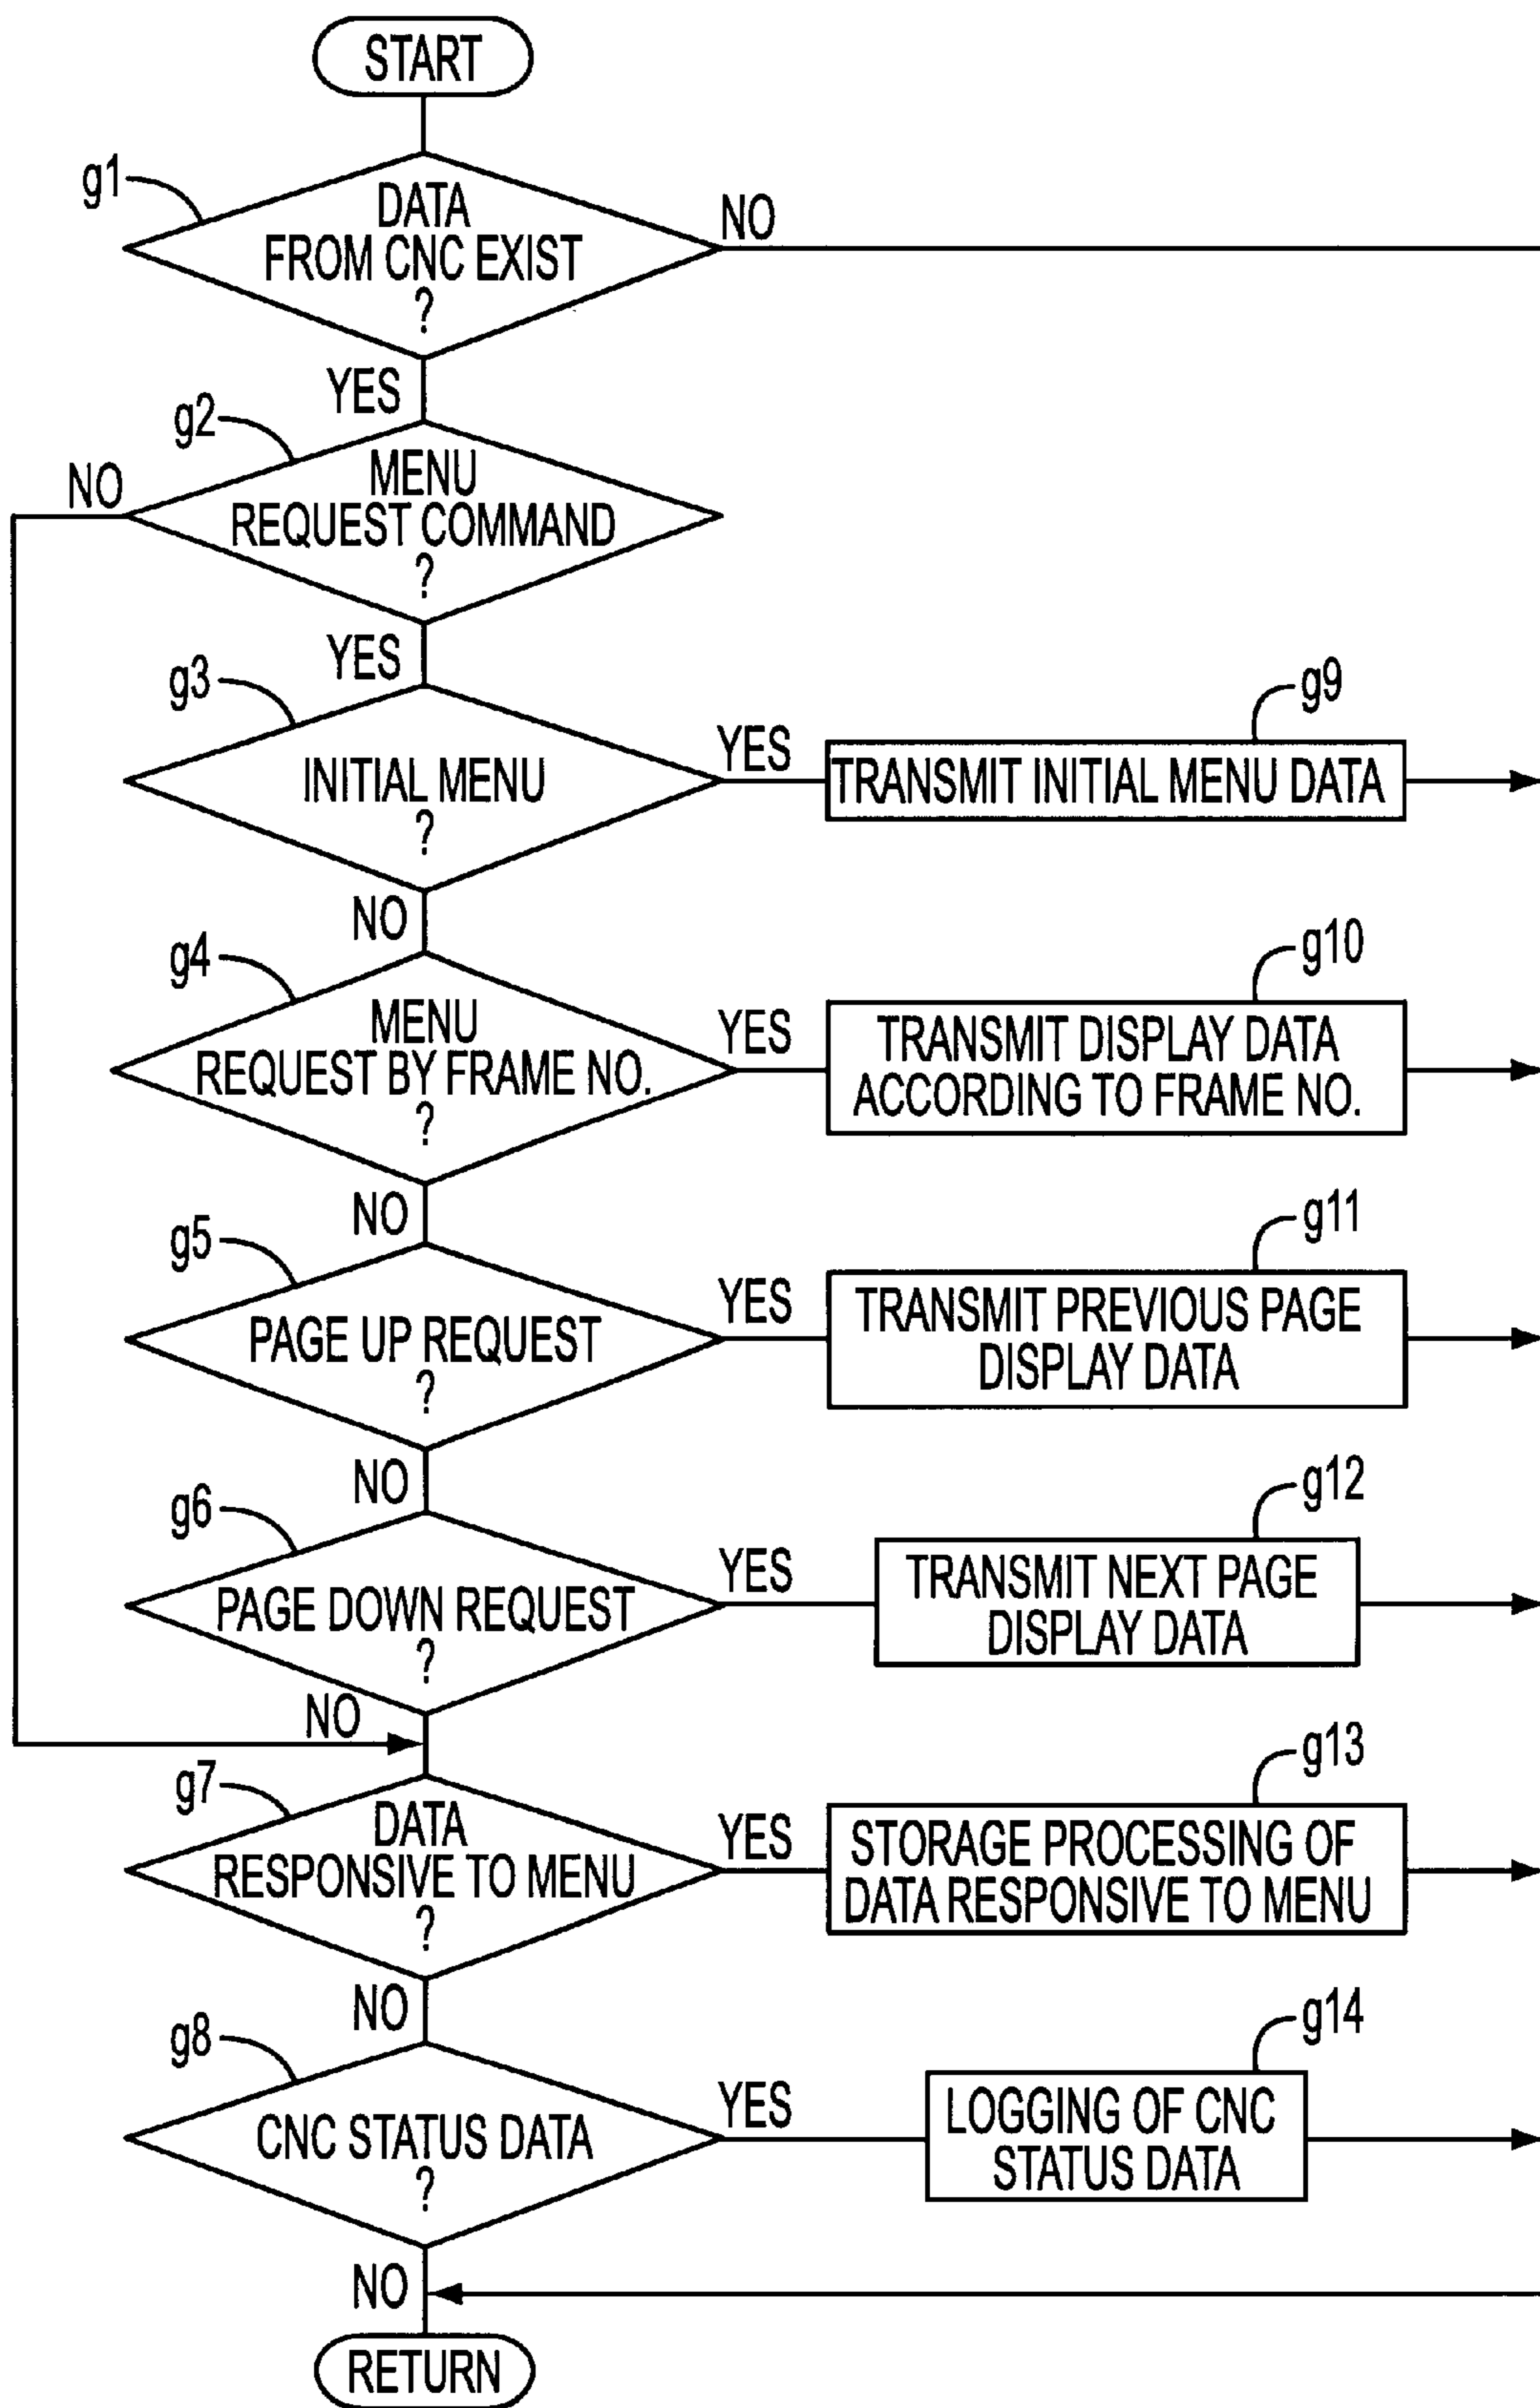 START
g1
DATA
FROM CNC EXIST
?
NO
YES
g2
MENU
REQUEST COMMAND
?
NO
YES
g3
INITIAL MENU
?
YES
g9
TRANSMIT INITIAL MENU DATA
NO
g4
MENU
REQUEST BY FRAME NO.
?
YES
g10
TRANSMIT DISPLAY DATA
ACCORDING TO FRAME NO.
NO
g5
PAGE UP REQUEST
?
YES
g11
TRANSMIT PREVIOUS PAGE
DISPLAY DATA
NO
g6
PAGE DOWN REQUEST
?
YES
g12
TRANSMIT NEXT PAGE
DISPLAY DATA
NO
g7
DATA
RESPONSIVE TO MENU
?
YES
g13
STORAGE PROCESSING OF
DATA RESPONSIVE TO MENU
NO
g8
CNC STATUS DATA
?
YES
g14
LOGGING OF CNC
STATUS DATA
NO
RETURN